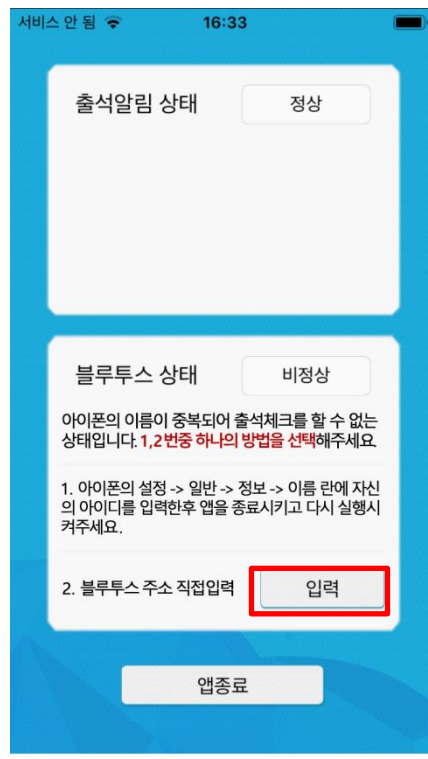 서비스 안 됨 16:33
출석알림 상태 정상
블루투스 상태 비정상
아이폰의 이름이 중복되어 출석체크를 할 수 없는
상태입니다. 1,2번중 하나의 방법을 선택해주세요
1. 아이폰의 설정 -> 일반 -> 정보 -> 이름 란에 자신
의 아이디를 입력한후 앱을 종료시키고 다시 실행시
켜주세요.
2. 블루투스 주소 직접입력 입력
앱종료